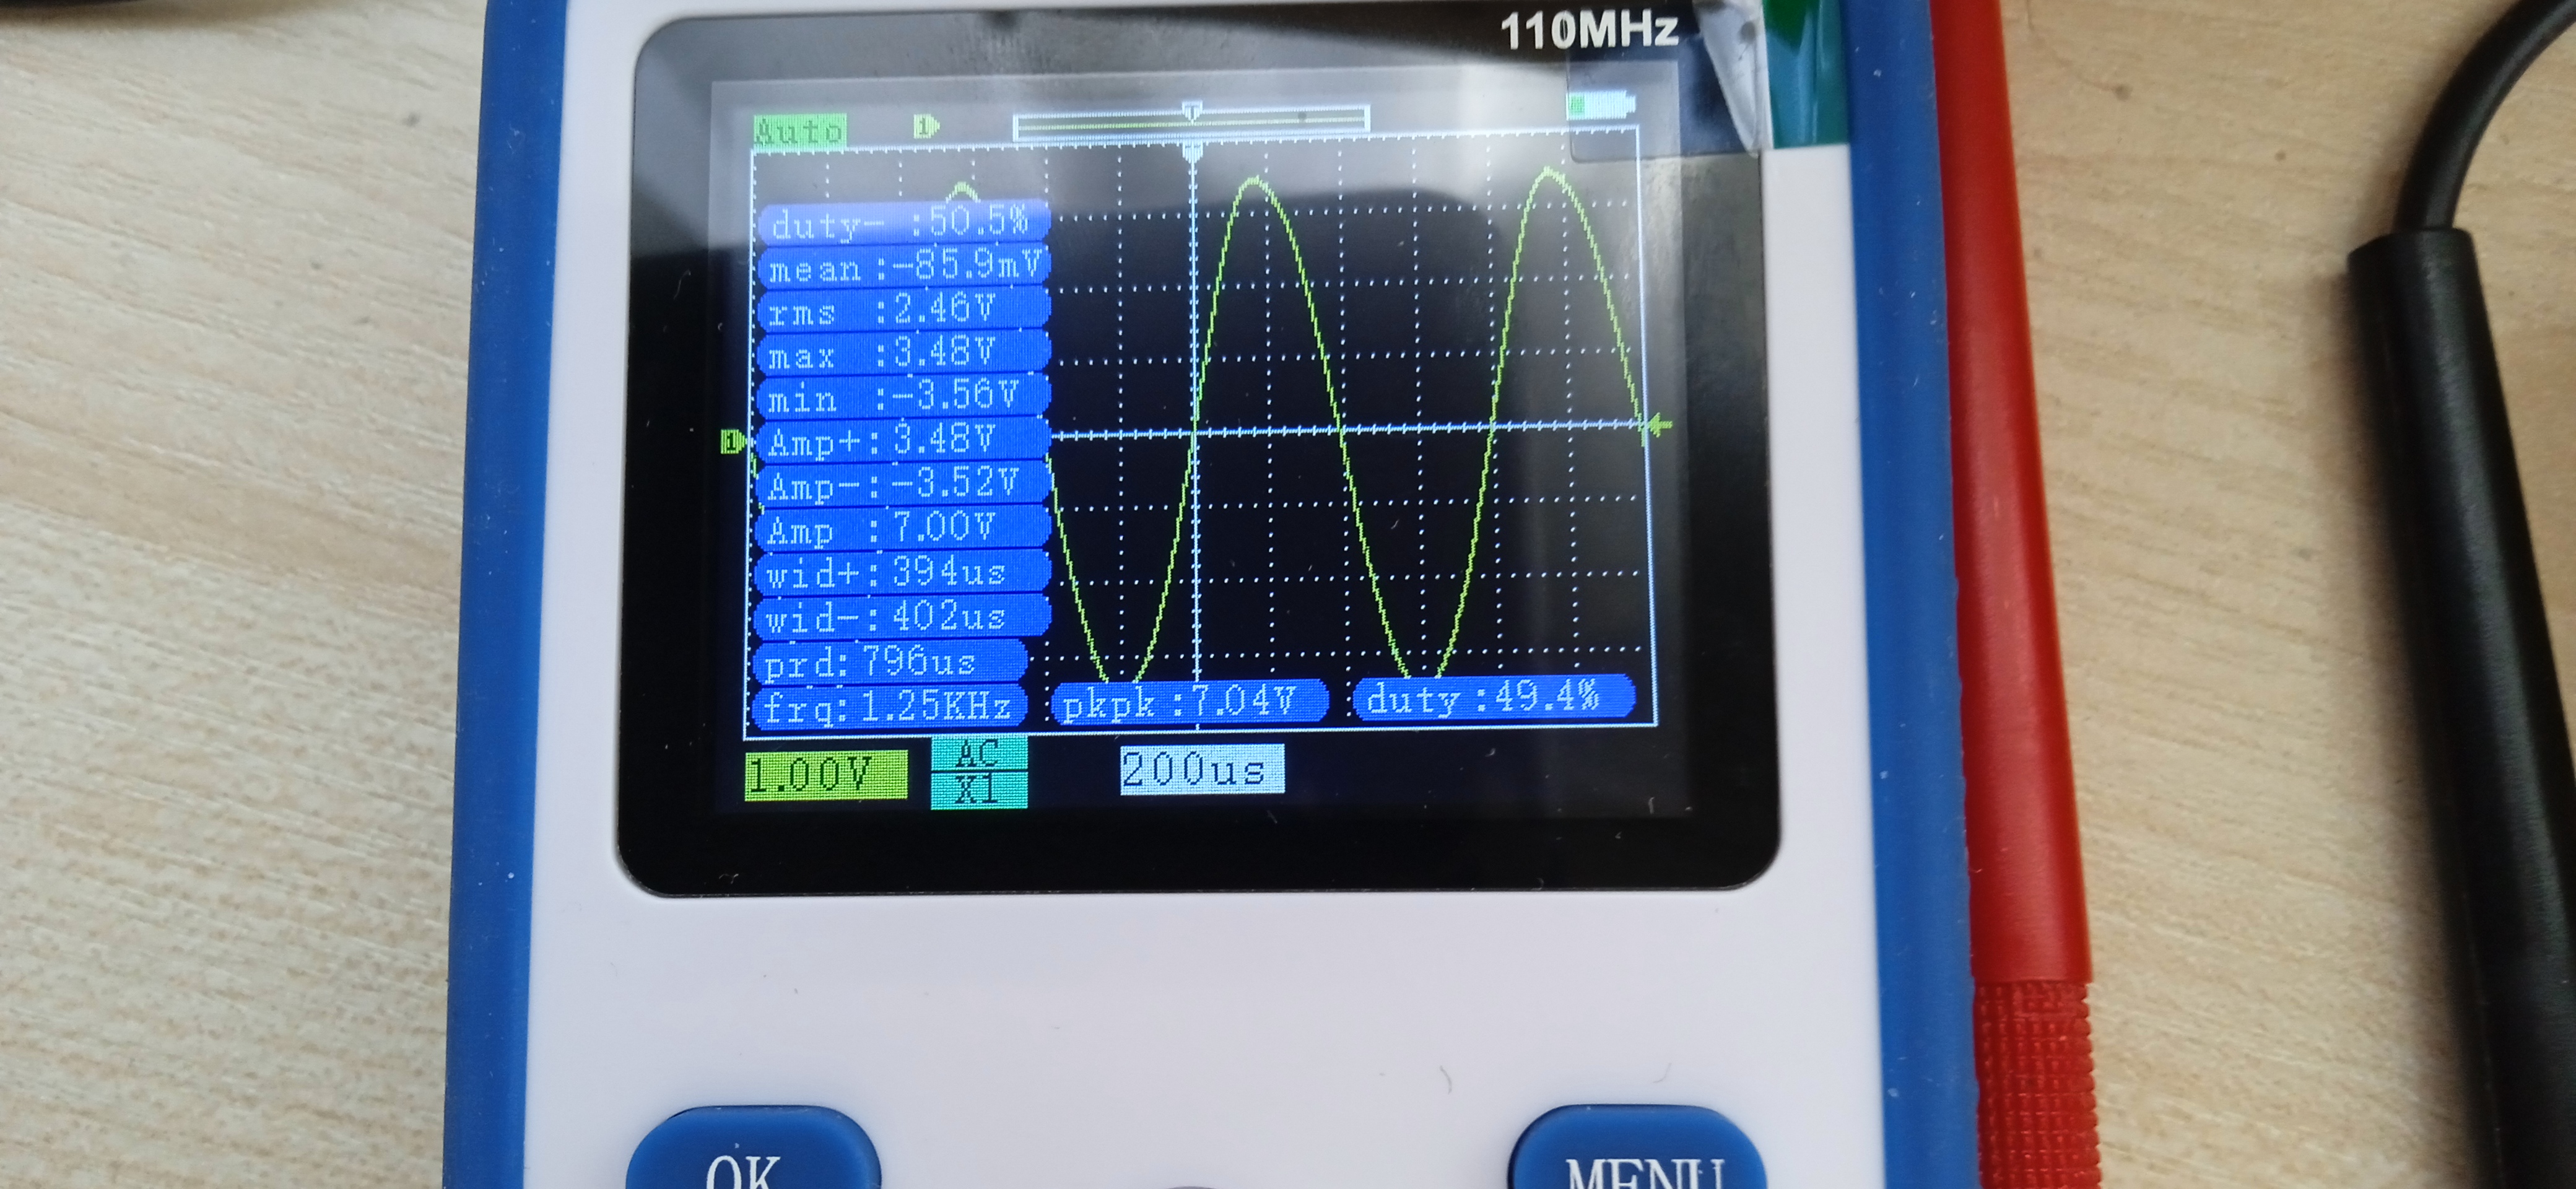 110MHz
Auto 1
duty- :50.5%
mean :-85.9mV
rms :2.46V
max :3.48V
min :-3.56V
1 Amp+: 3.48V
Amp-: -3.52V
Amp : 7.00V
wid+: 394us
wid-: 402us
prd: 796us
frq: 1.25KHz pkpk :7.04V duty :49.4%
1.00V AC 200us
X1
OK MENU